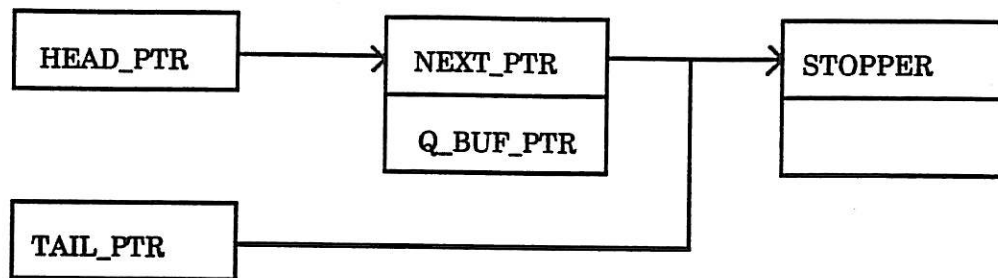 HEAD_PTR
NEXT_PTR
STOPPER
Q_BUF_PTR
TAIL_PTR